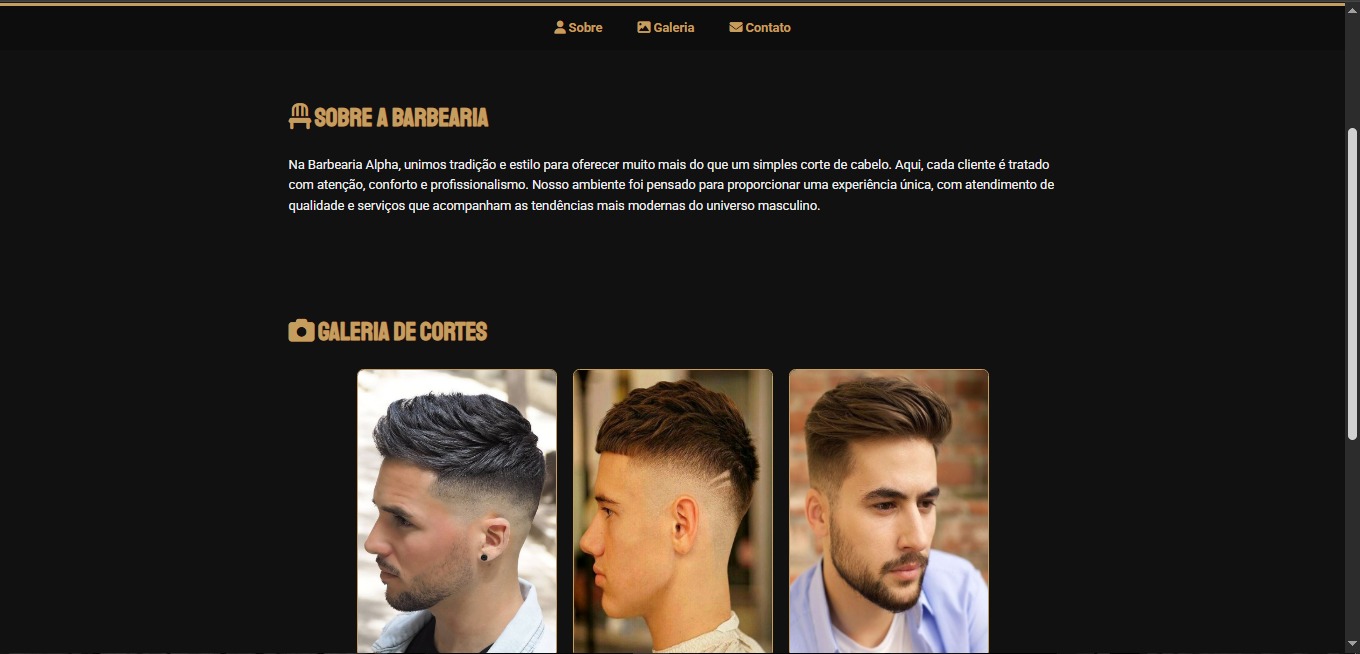 Sobre
Galeria
Contato
SOBRE A BARBEARIA
Na Barbearia Alpha, unimos tradição e estilo para oferecer muito mais do que um simples corte de cabelo. Aqui, cada cliente é tratado
com atenção, conforto e profissionalismo. Nosso ambiente foi pensado para proporcionar uma experiência única, com atendimento de
qualidade e serviços que acompanham as tendências mais modernas do universo masculino.
GALERIA DE CORTES